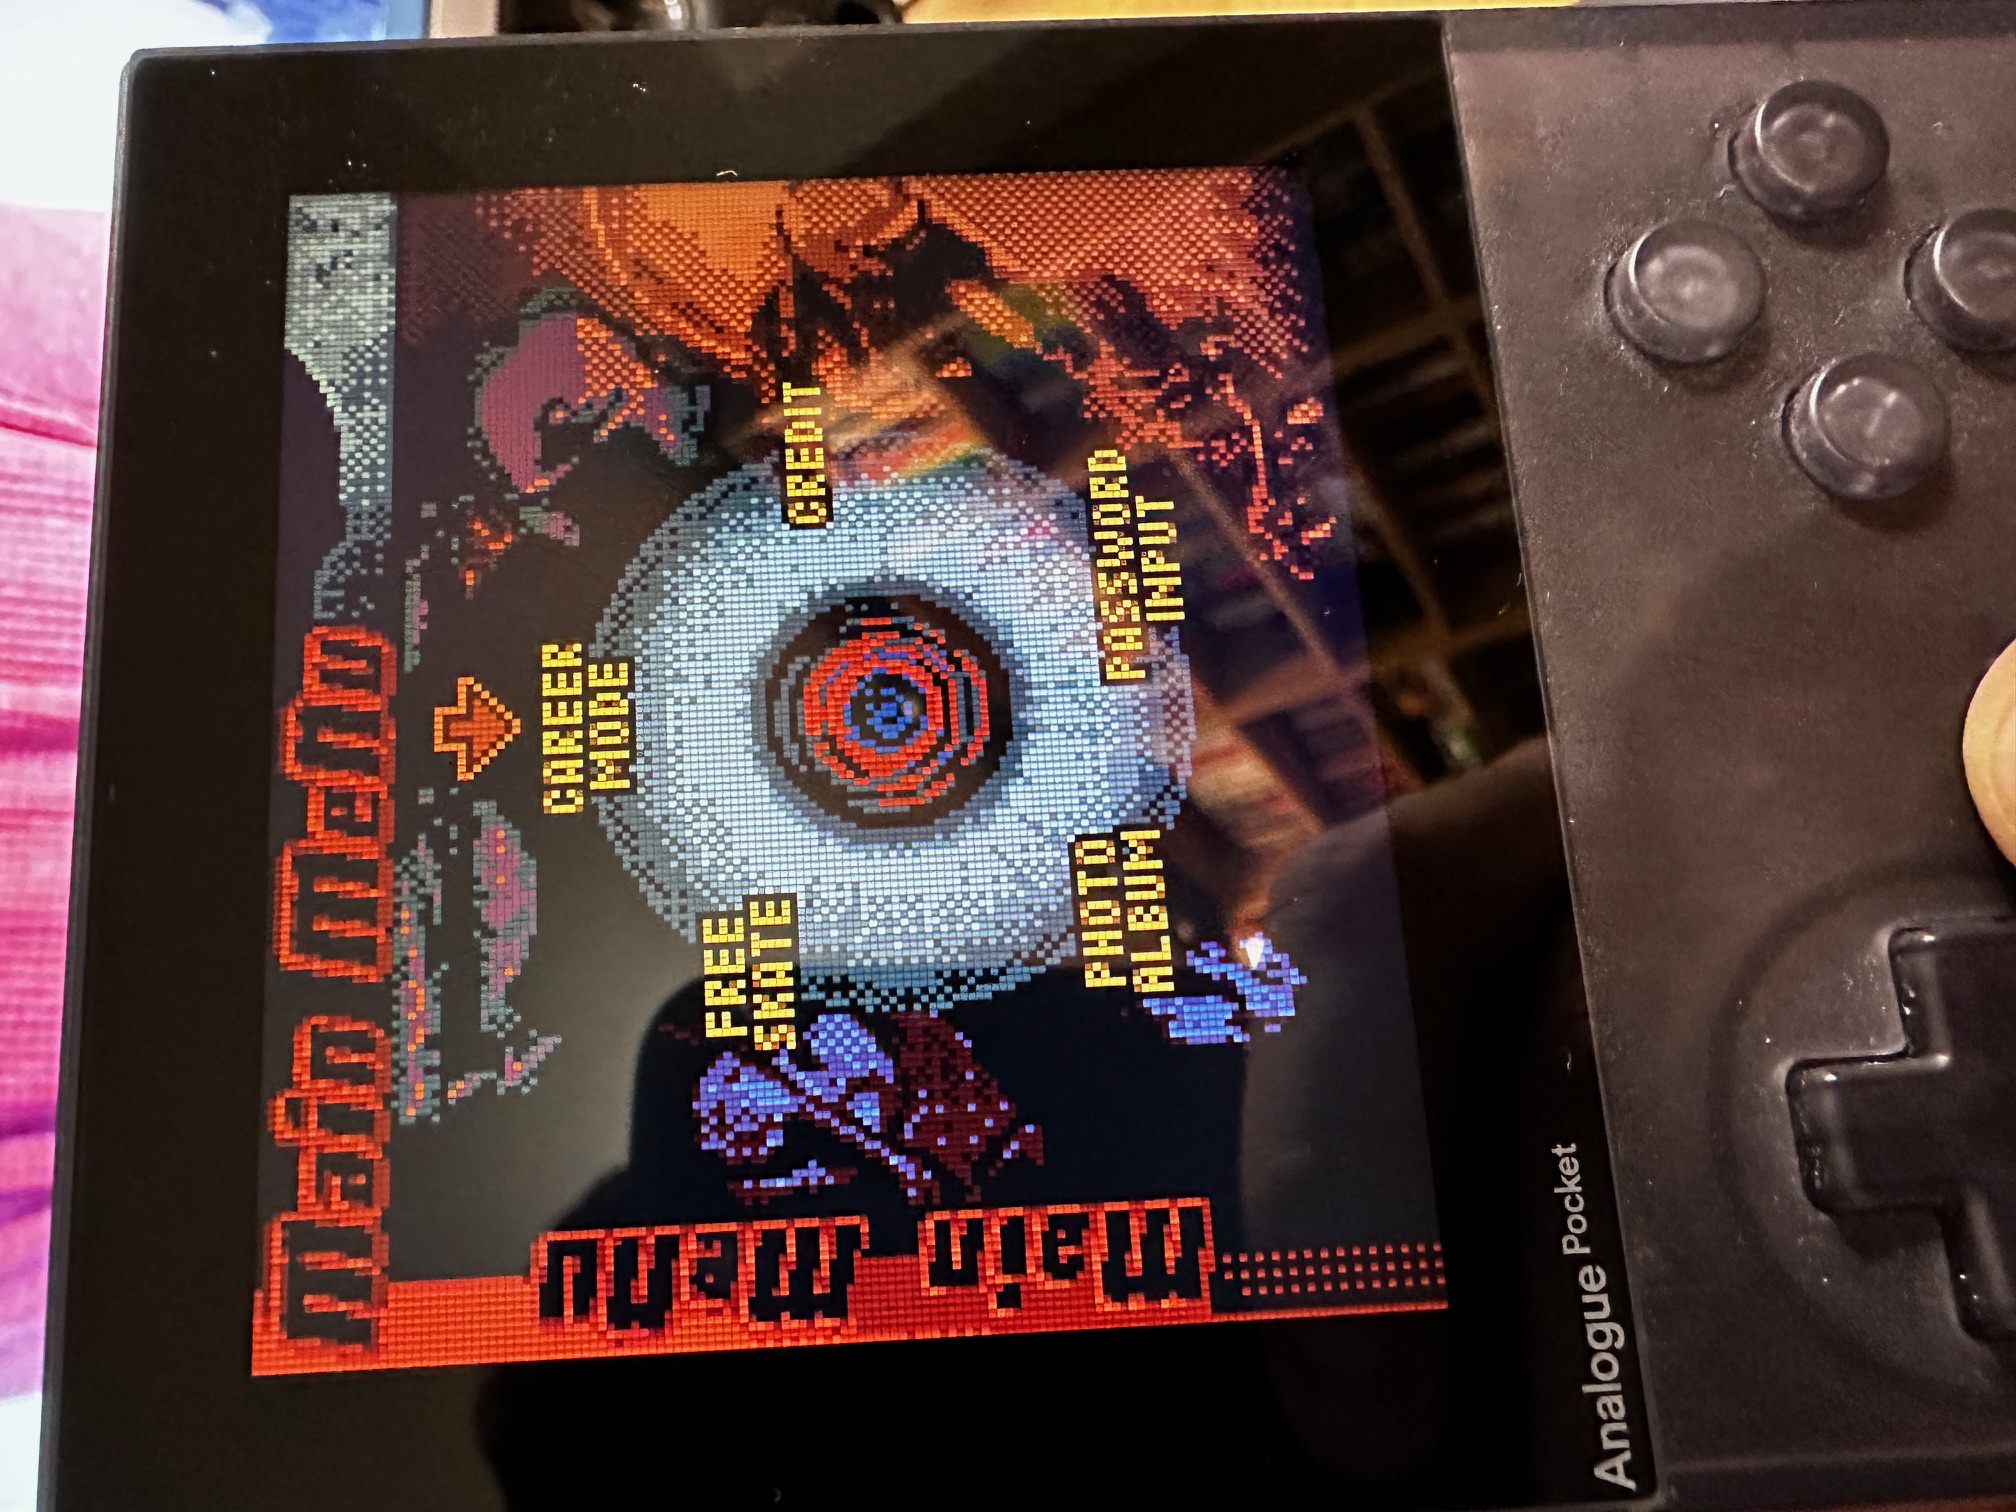 Main Menu
Main Menu
CAREER
MODE
FREE
SKATE
CREDIT
PHOTO
ALBUM
PASSWORD
INPUT
Analogue Pocket